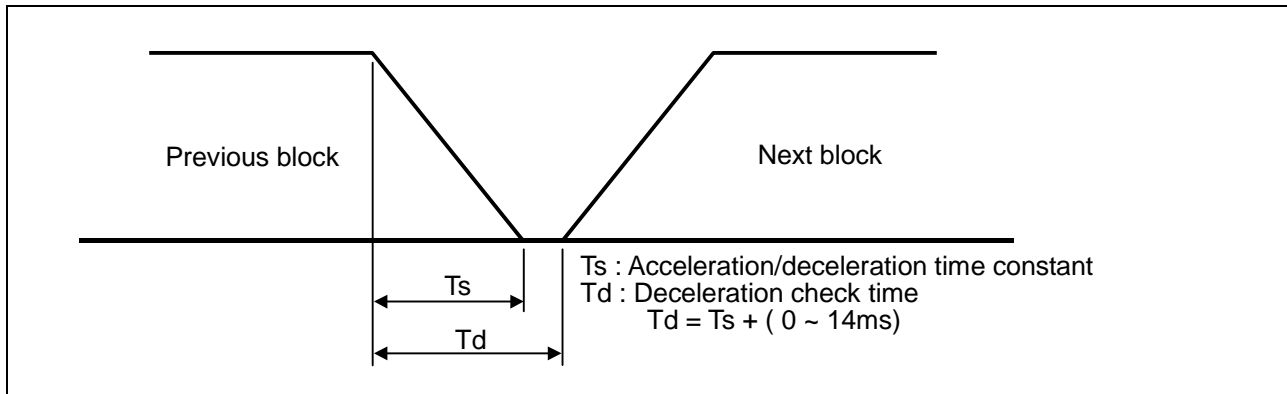 Previous block
Next block
Ts
Td
Ts : Acceleration/deceleration time constant
Td : Deceleration check time
Td = Ts + ( 0 ~ 14ms)